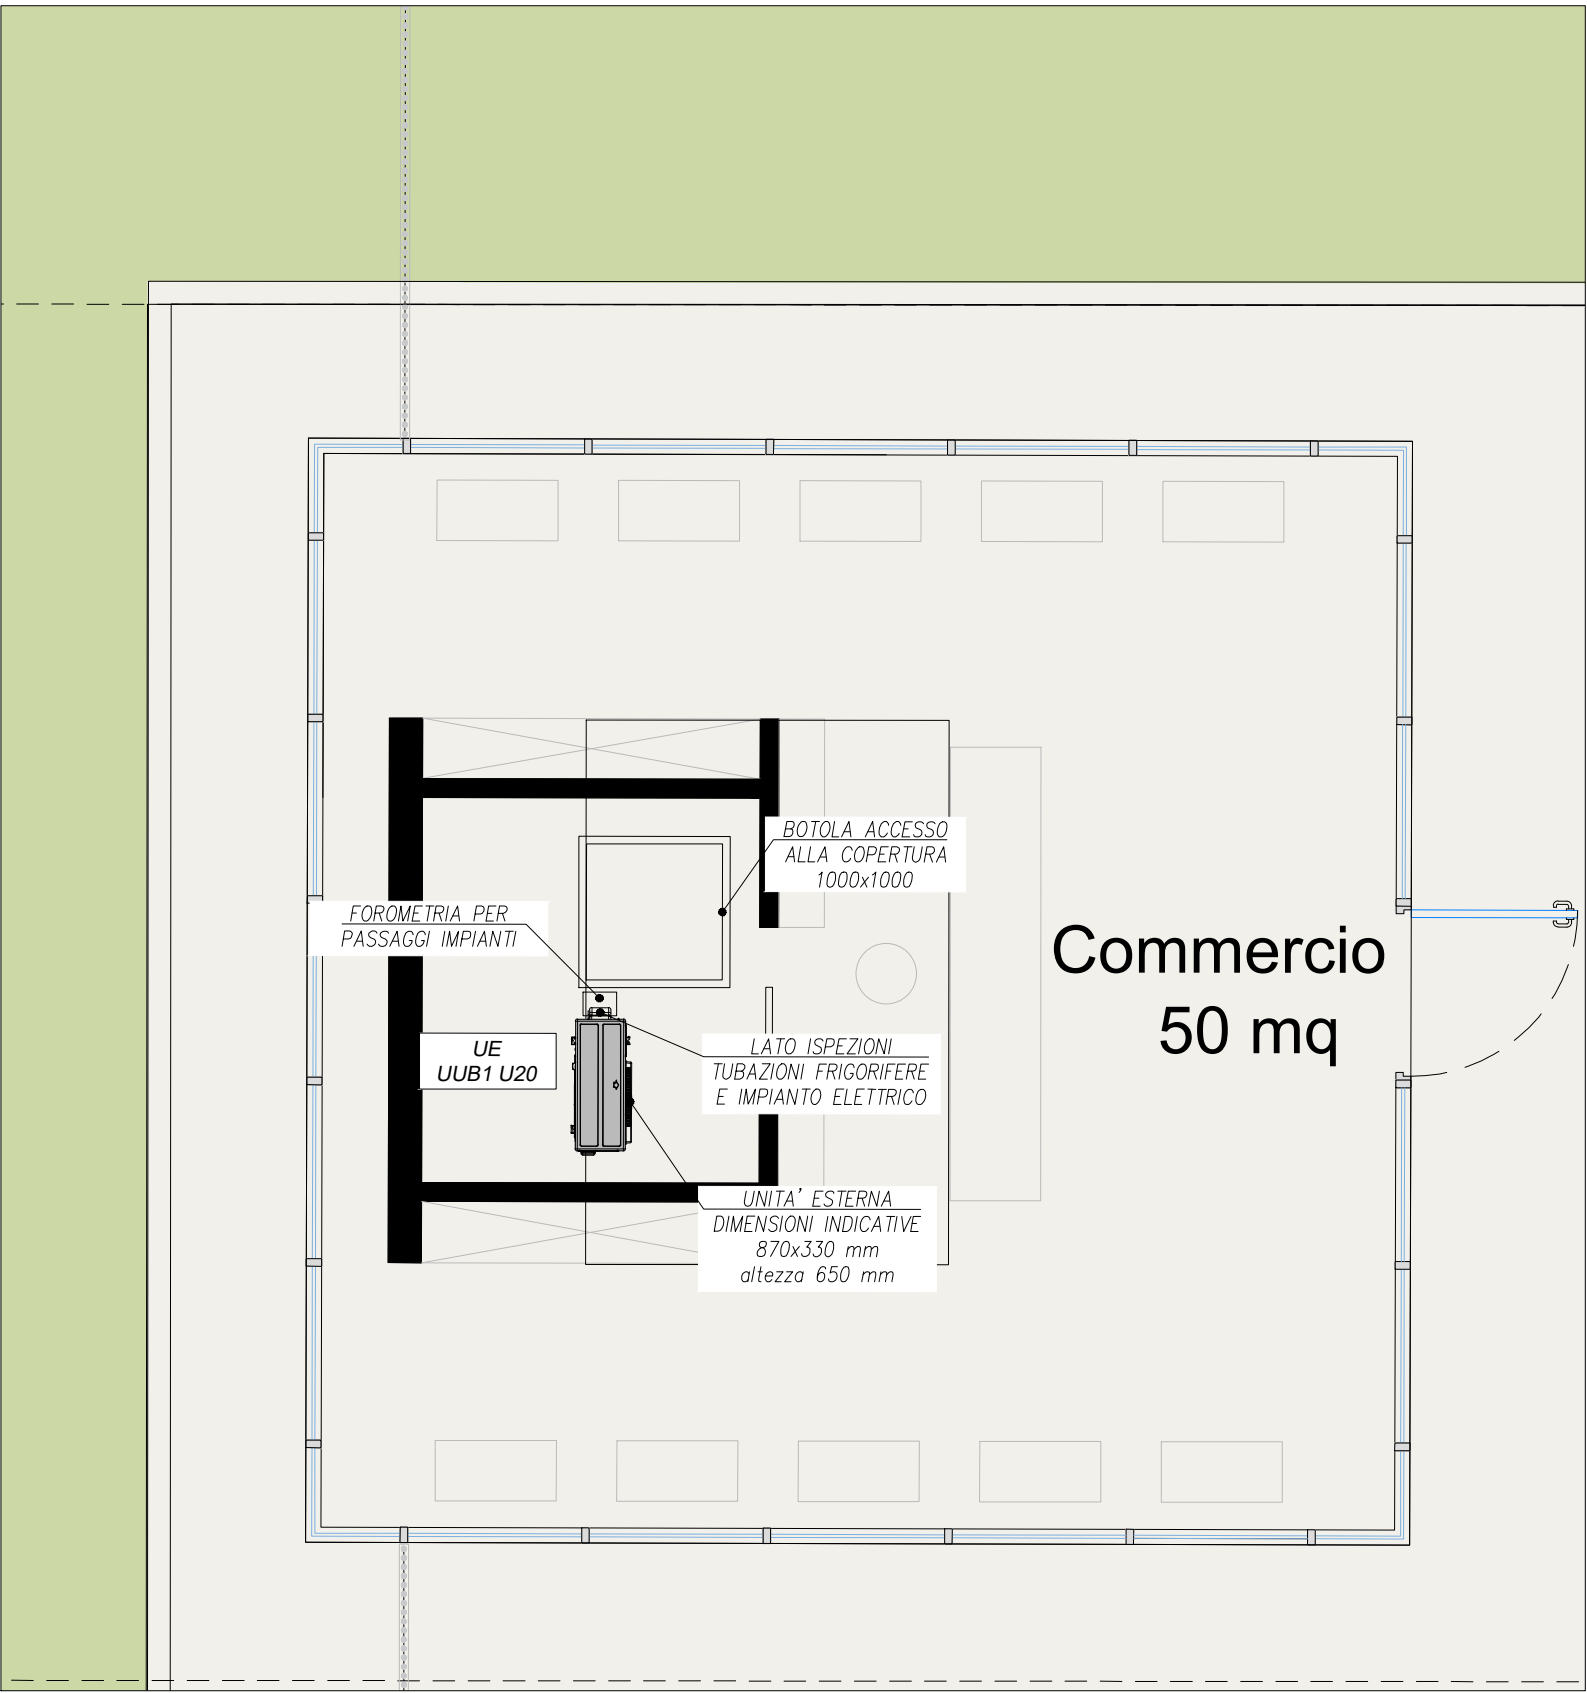 BOTOLA ACCESSO
ALLA COPERTURA
1000x1000
FOROMETRIA PER
PASSAGGI IMPIANTI
Commercio
50 mq
UE
UUB1 U20
LATO ISPEZIONI
TUBAZIONI FRIGORIFERE
E IMPIANTO ELETTRICO
UNITA' ESTERNA
DIMENSIONI INDICATIVE
870x330 mm
altezza 650 mm